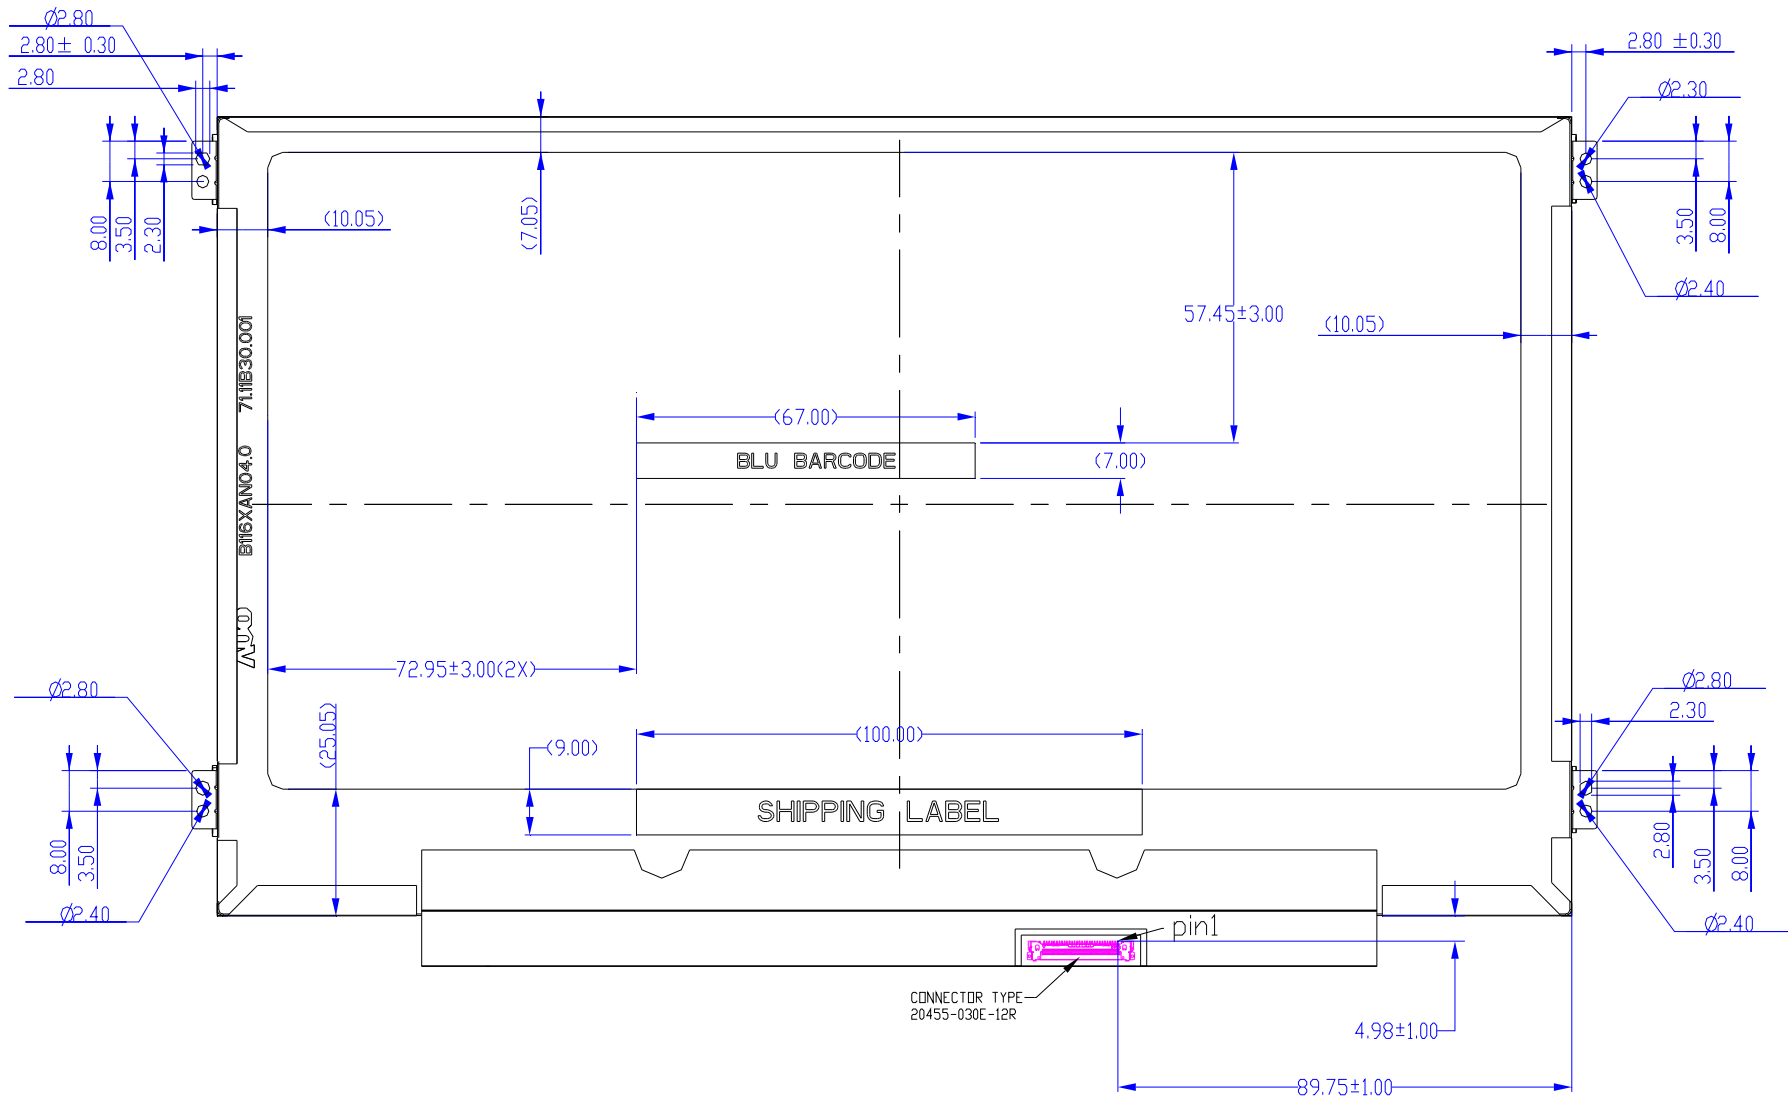 Ø2.80
2.80± 0.30
2.80
2.80 ±0.30
Ø2.30
8.00
3.50
2.30
(10.05)
(7.05)
3.50
8.00
Ø2.40
57.45±3.00
(10.05)
71.11B30.001
(67.00)
BLU BARCODE
(7.00)
B116XAN04.0
AUO
72.95±3.00(2X)
Ø2.80
Ø2.80
2.30
(25.05)
(9.00)
(100.00)
SHIPPING LABEL
8.00
3.50
2.80
3.50
8.00
Ø2.40
pin1
Ø2.40
CONNECTOR TYPE
20455-030E-12R
4.98±1.00
89.75±1.00